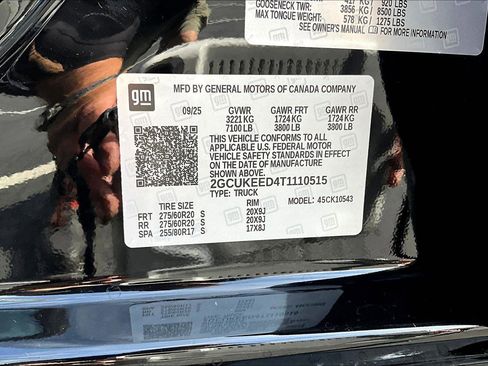 920 LBS
GOOSENECK TWR: 3856 KG/ 8500 LBS
MAX TONGUE WEIGHT: 578 KG / 1275 LBS
SEE OWNER'S MANUAL FOR MORE INFORMATION
gm
MFD BY GENERAL MOTORS OF CANADA COMPANY
09/25 GVWR GAWR FRT GAWR RR
3221 KG 1724 KG 1724 KG
7100 LB 3800 LB 3800 LB
THIS VEHICLE CONFORMS TO ALL
APPLICABLE U.S. FEDERAL MOTOR
VEHICLE SAFETY STANDARDS IN EFFECT
ON THE DATE OF MANUFACTURE
SHOWN ABOVE.
2GCUKEED4T1110515
TYPE: TRUCK MODEL: 4SCK10543
RIM
FRT 275/60R20 S 20X9J
RR 275/60R20 S 20X9J
SPA 255/80R17 S 17X8J